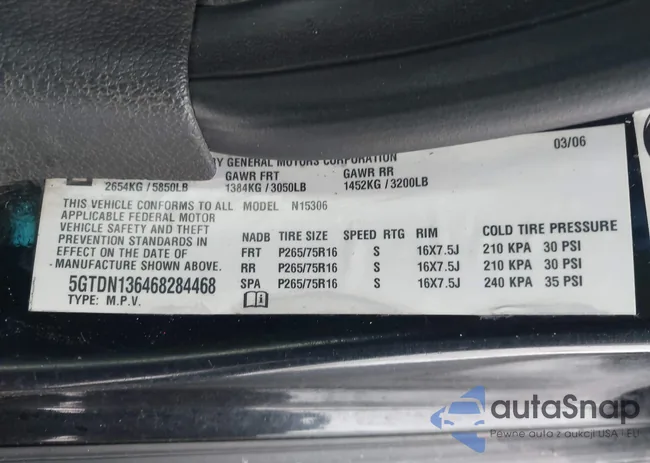 GENERAL MOTORS CORPORATION 03/06
GAWR FRT GAWR RR
2654KG / 5850LB 1384KG / 3050LB 1452KG / 3200LB
THIS VEHICLE CONFORMS TO ALL MODEL N15306
APPLICABLE FEDERAL MOTOR
VEHICLE SAFETY AND THEFT
PREVENTION STANDARDS IN
EFFECT ON THE DATE OF
MANUFACTURE SHOWN ABOVE.
5GTDN136468284468
TYPE: M.P.V.
NADB TIRE SIZE SPEED RTG RIM COLD TIRE PRESSURE
FRT P265/75R16 S 16X7.5J 210 KPA 30 PSI
RR P265/75R16 S 16X7.5J 210 KPA 30 PSI
SPA P265/75R16 S 16X7.5J 240 KPA 35 PSI
autaSnap
Pewne auta z aukcji USA - EU